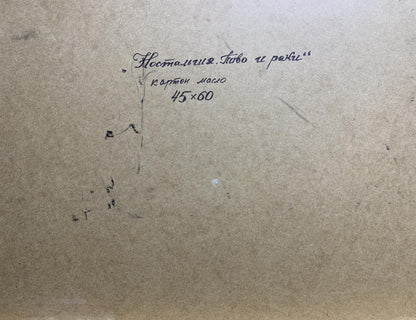 „Ностальгия. Пиво и раки“
картон масло
45×60